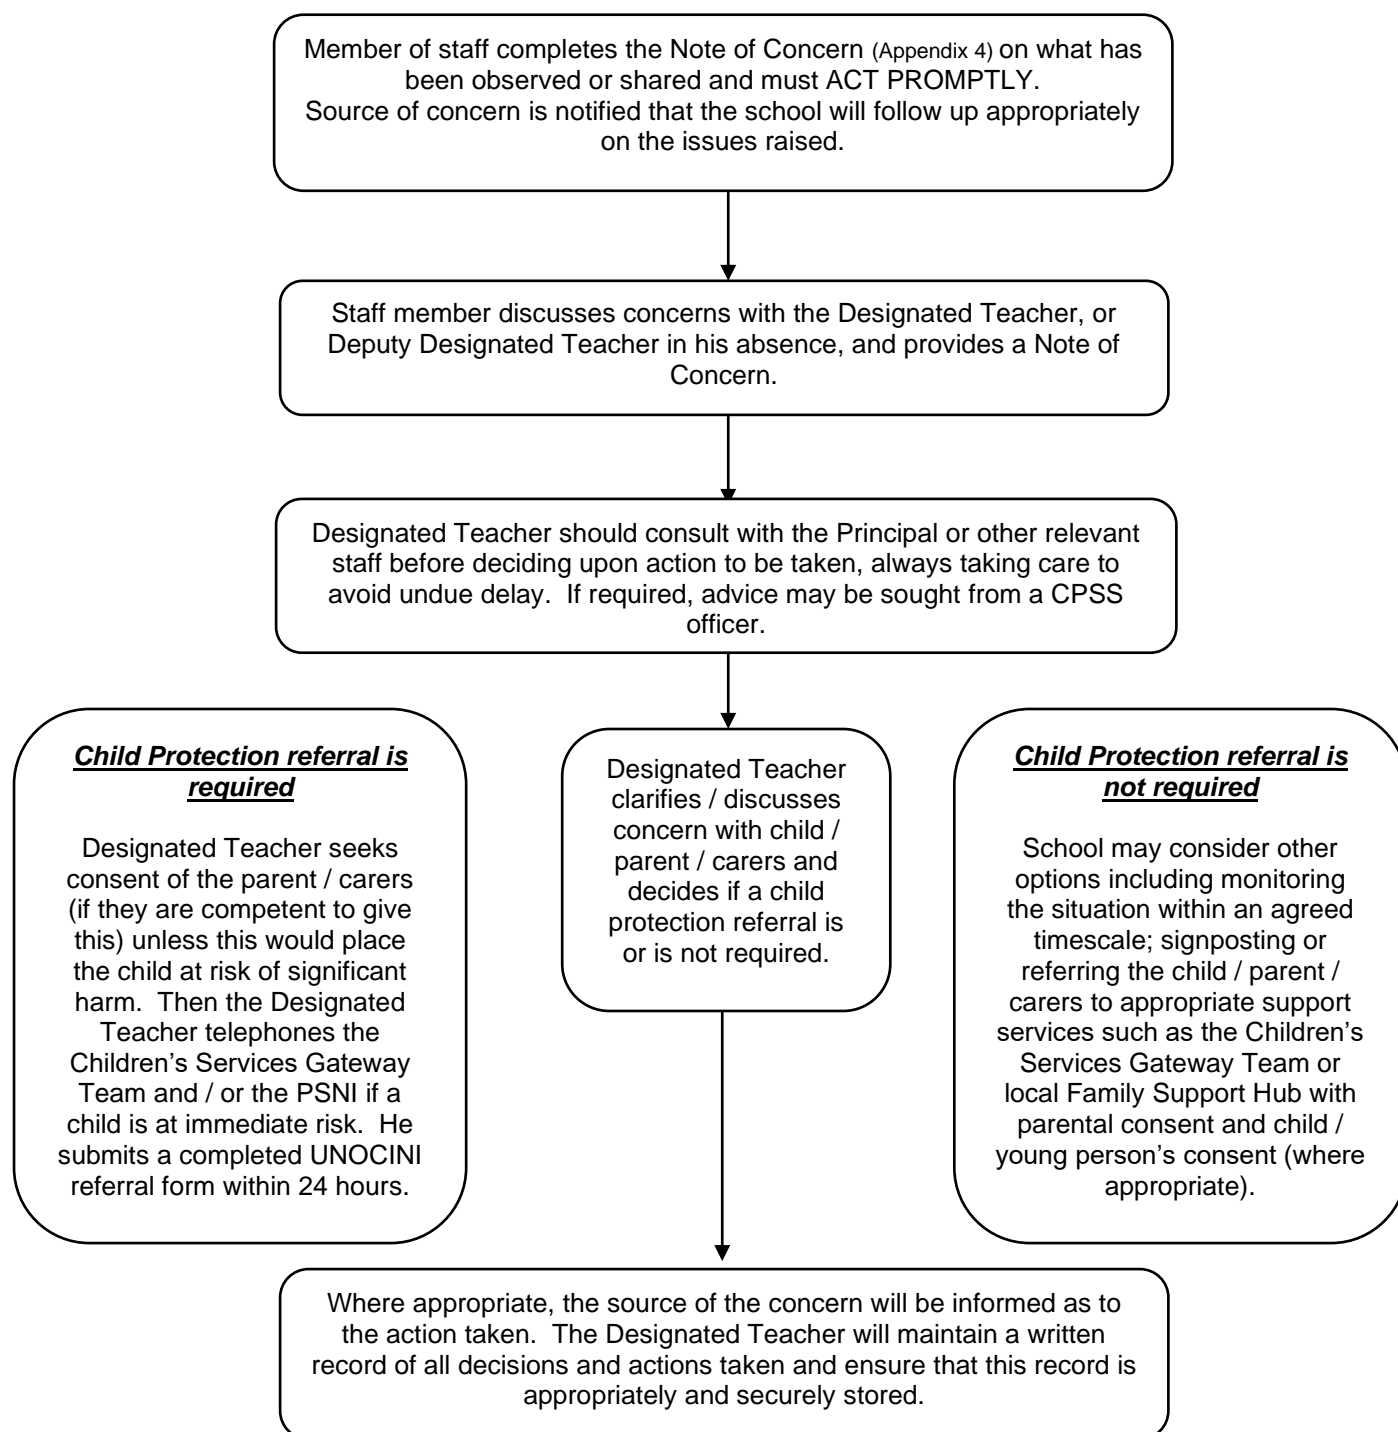 Member of staff completes the Note of Concern (Appendix 4) on what has
been observed or shared and must ACT PROMPTLY.
Source of concern is notified that the school will follow up appropriately
on the issues raised.
Staff member discusses concerns with the Designated Teacher, or
Deputy Designated Teacher in his absence, and provides a Note of
Concern.
Designated Teacher should consult with the Principal or other relevant
staff before deciding upon action to be taken, always taking care to
avoid undue delay.  If required, advice may be sought from a CPSS
officer.
Child Protection referral is
required
Designated Teacher seeks
consent of the parent / carers
(if they are competent to give
this) unless this would place
the child at risk of significant
harm.  Then the Designated
Teacher telephones the
Children’s Services Gateway
Team and / or the PSNI if a
child is at immediate risk.  He
submits a completed UNOCINI
referral form within 24 hours.
Designated Teacher
clarifies / discusses
concern with child /
parent / carers and
decides if a child
protection referral is
or is not required.
Child Protection referral is
not required
School may consider other
options including monitoring
the situation within an agreed
timescale; signposting or
referring the child / parent /
carers to appropriate support
services such as the Children’s
Services Gateway Team or
local Family Support Hub with
parental consent and child /
young person’s consent (where
appropriate).
Where appropriate, the source of the concern will be informed as to
the action taken.  The Designated Teacher will maintain a written
record of all decisions and actions taken and ensure that this record is
appropriately and securely stored.